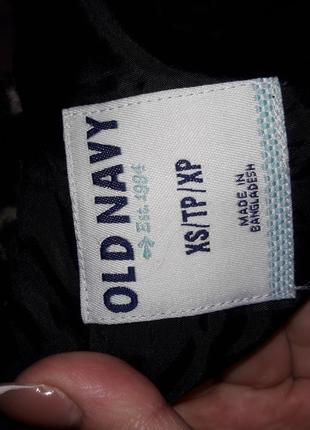 OLD NAVY
Est. 1994
XS/TP/XP
MADE IN
BANGLADESH